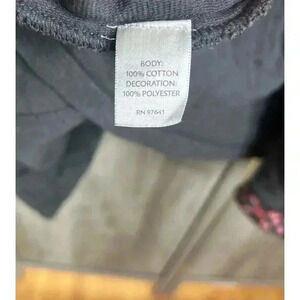 BODY:
100% COTTON
DECORATION:
100% POLYESTER
RN 97641